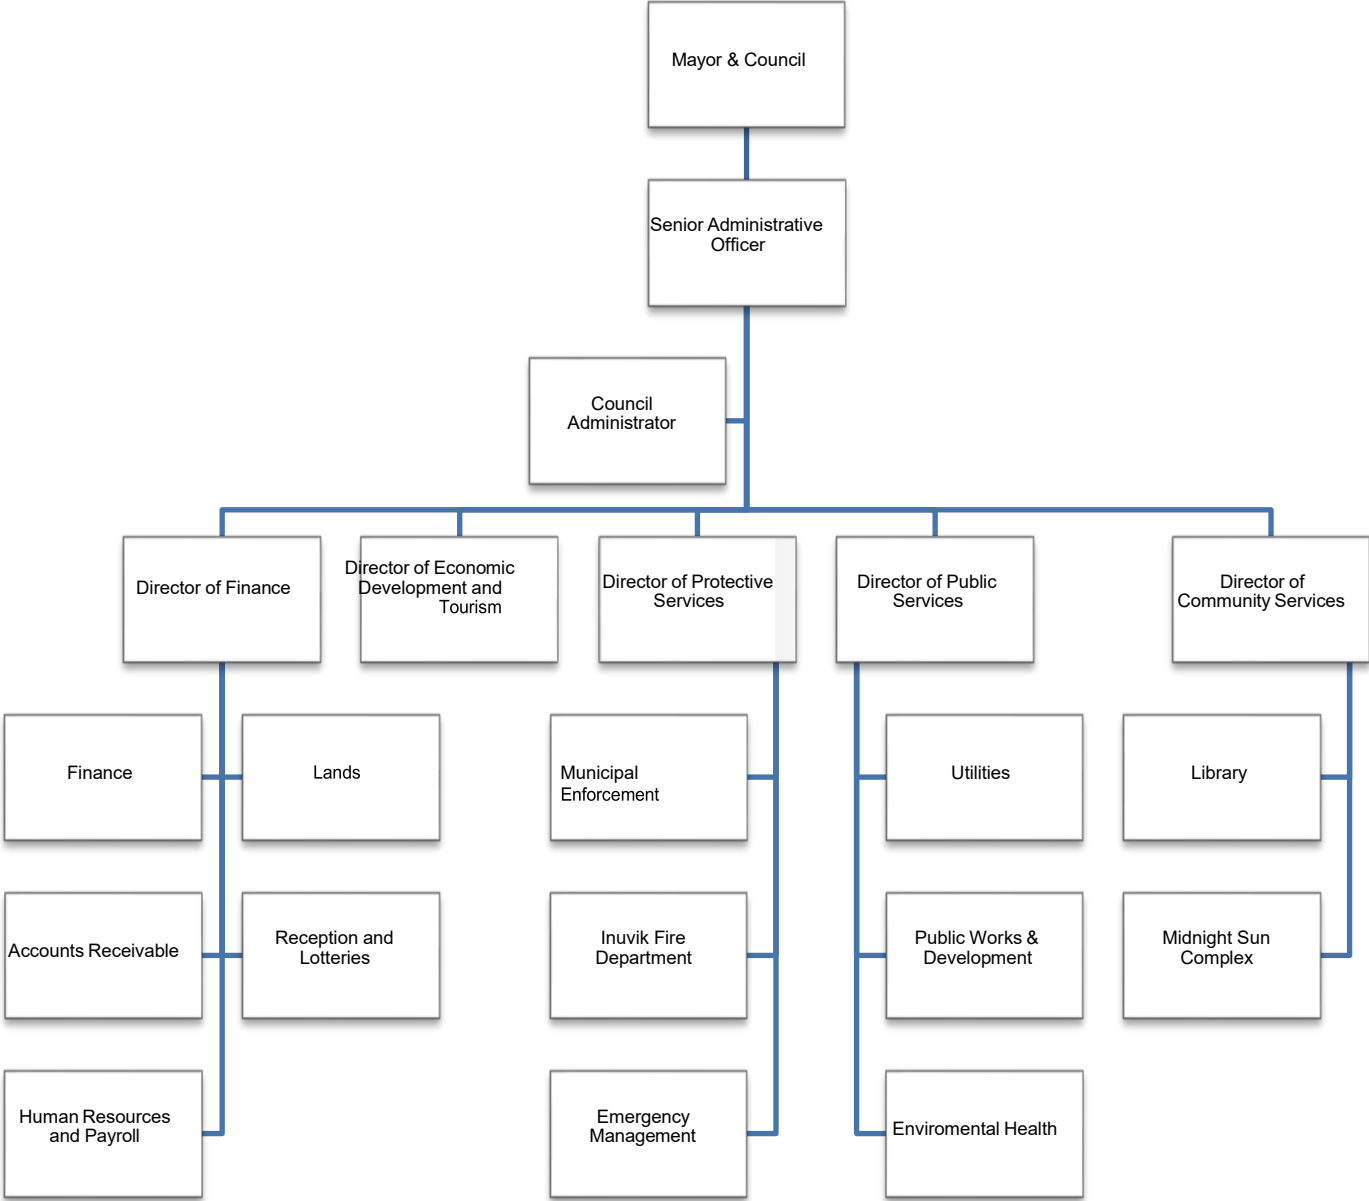 Mayor & Council
Senior Administrative
Officer
Council
Administrator
Director of Finance
Director of Economic
Development and
Tourism
Director of Protective
Services
Director of Public
Services
Director of
Community Services
Finance
Lands
Municipal
Enforcement
Utilities
Library
Accounts Receivable
Reception and
Lotteries
Inuvik Fire
Department
Public Works &
Development
Midnight Sun
Complex
Human Resources
and Payroll
Emergency
Management
Enviromental Health